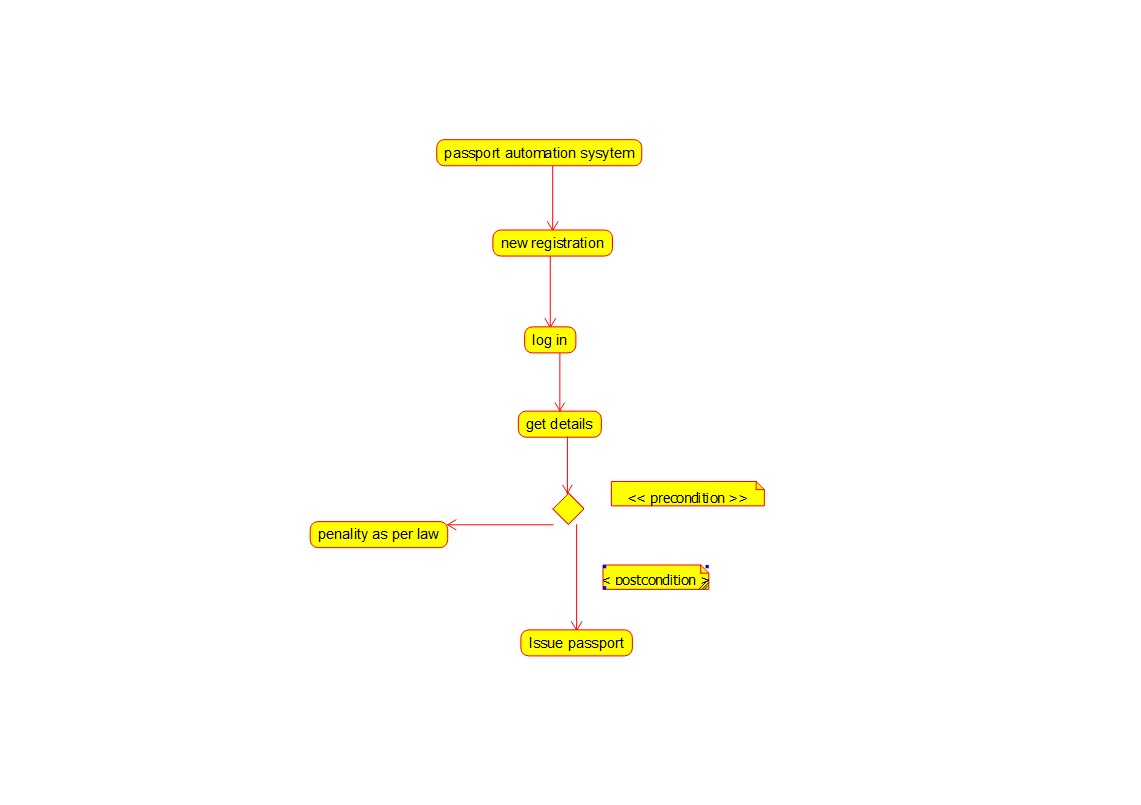 passport automation sysytem
new registration
log in
get details
<< precondition >>
penality as per law
< postcondition >
Issue passport